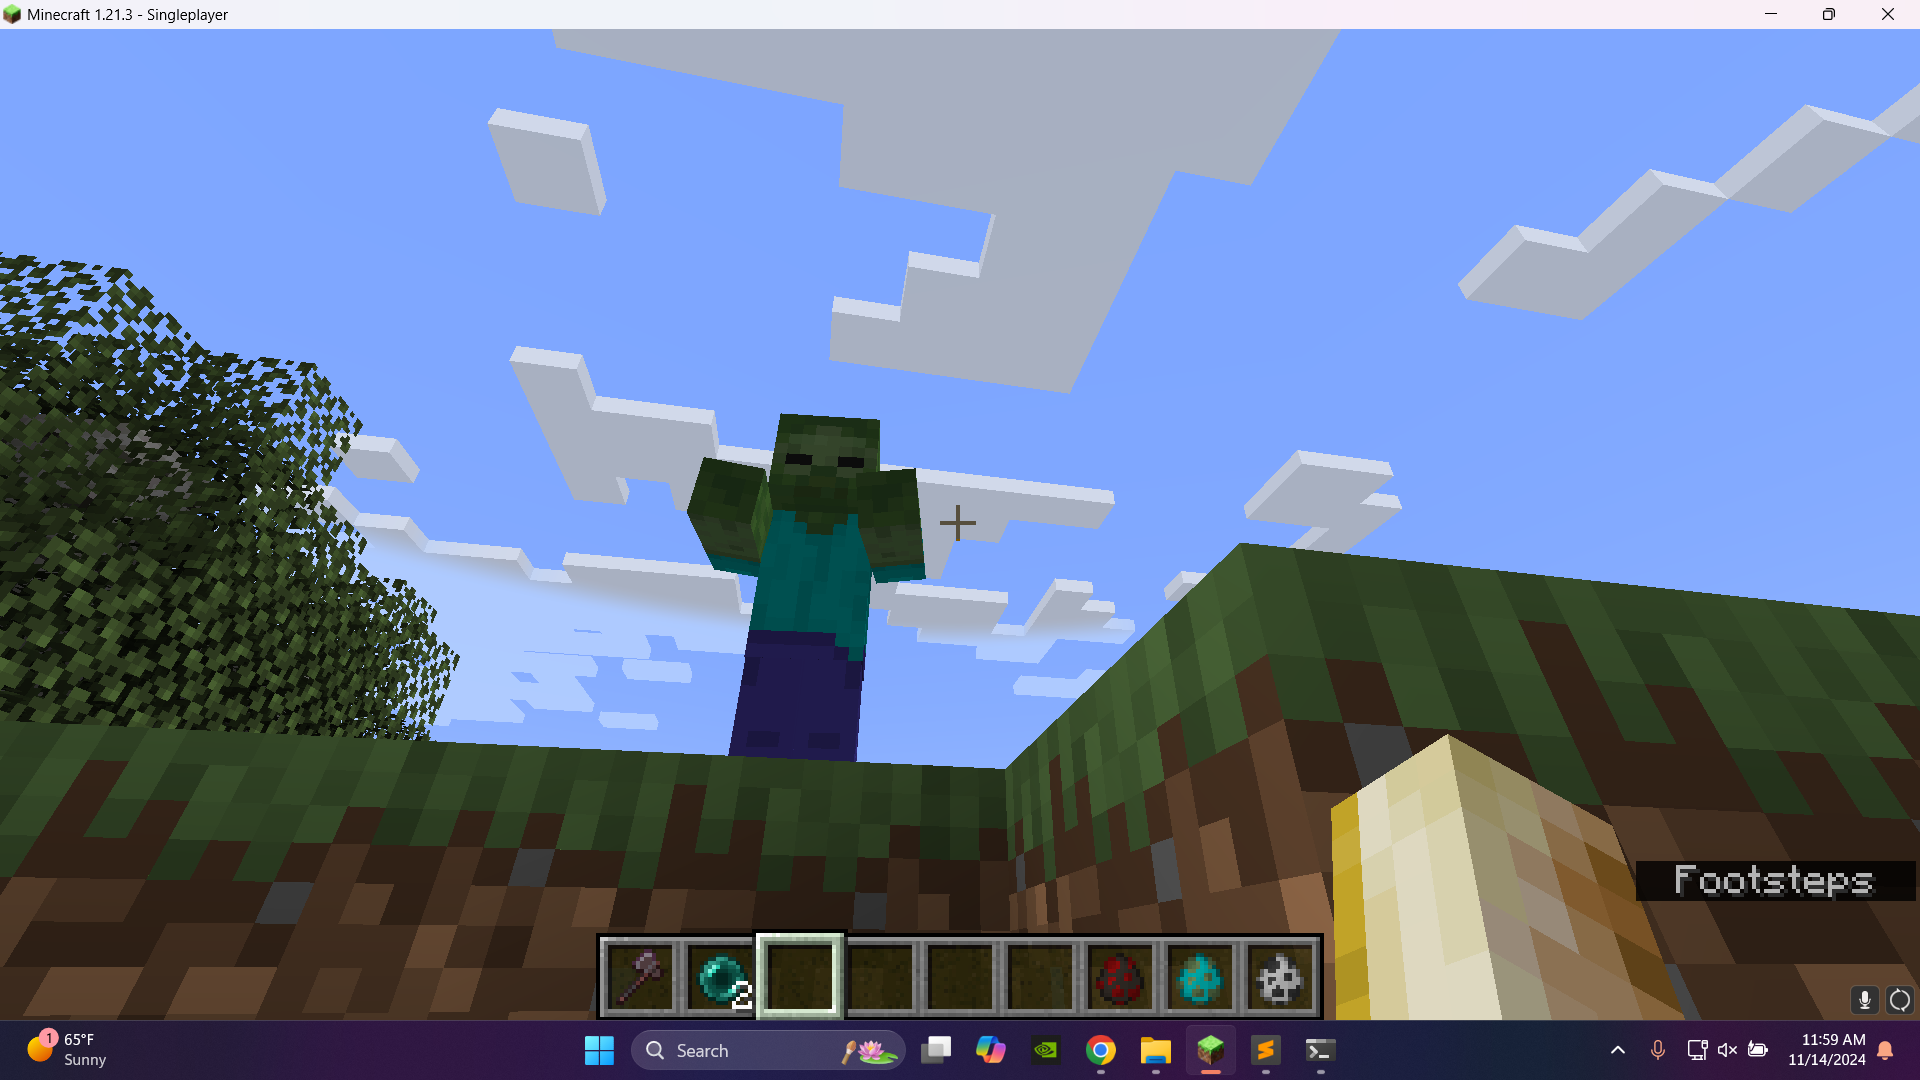 Minecraft 1.21.3 - Singleplayer
Footsteps
2
1
65°F
Sunny
Search
11:59 AM
11/14/2024